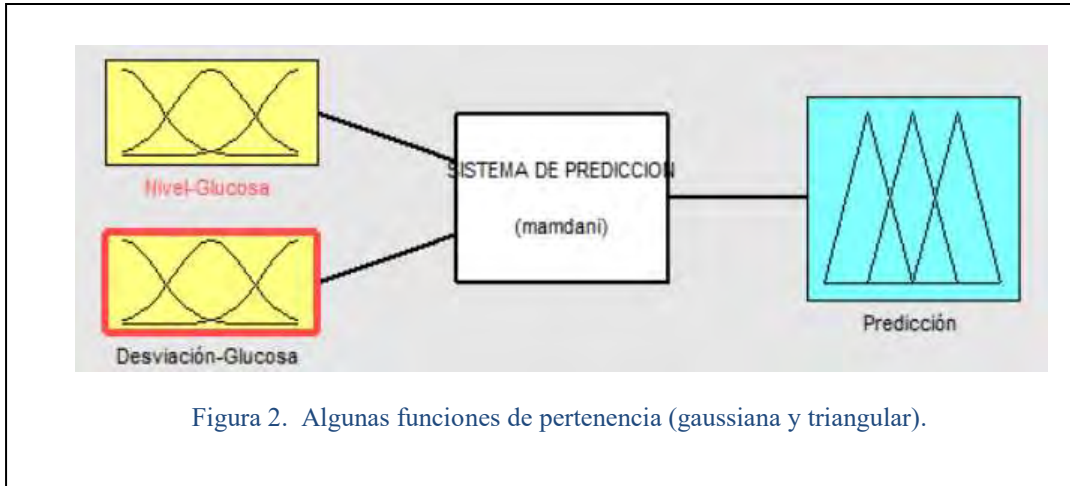 Nivel-Glucosa
SISTEMA DE PREDICCION
(mamdani)
Desviación-Glucosa
Predicción
Figura 2. Algunas funciones de pertenencia (gaussiana y triangular).